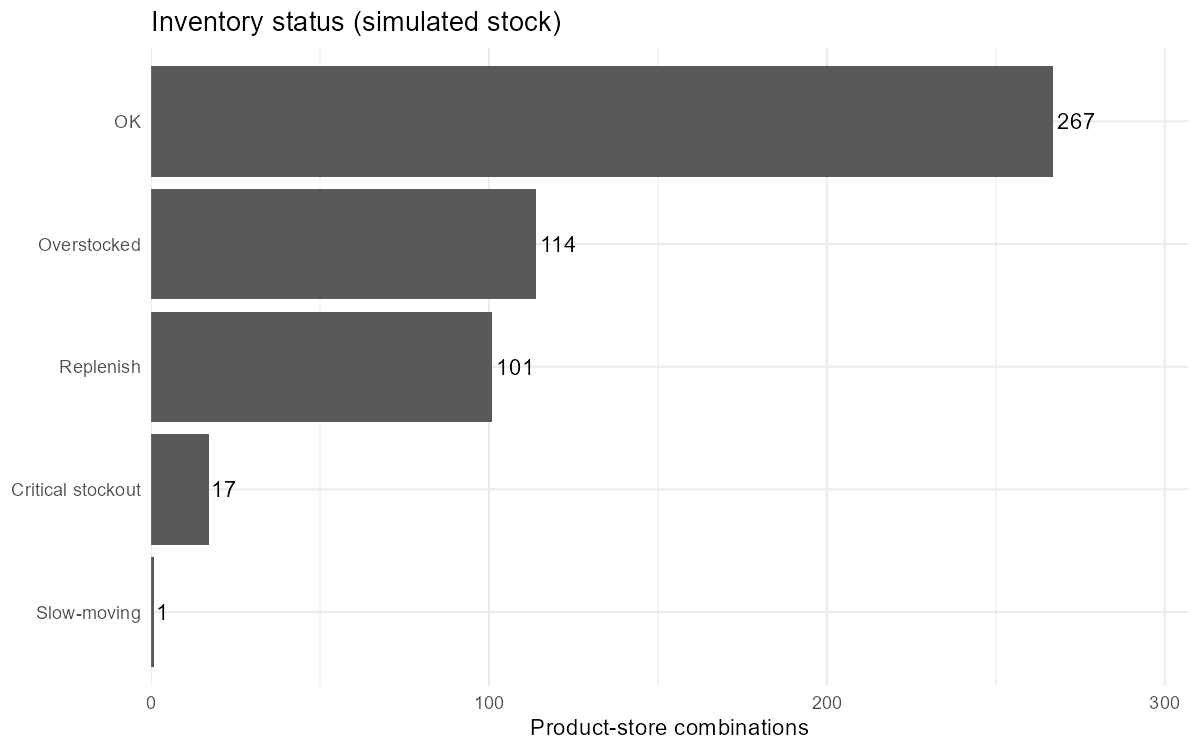 Inventory status (simulated stock)
OK
267
Overstocked
114
Replenish
101
Critical stockout
17
Slow-moving
1
0
100
200
300
Product-store combinations